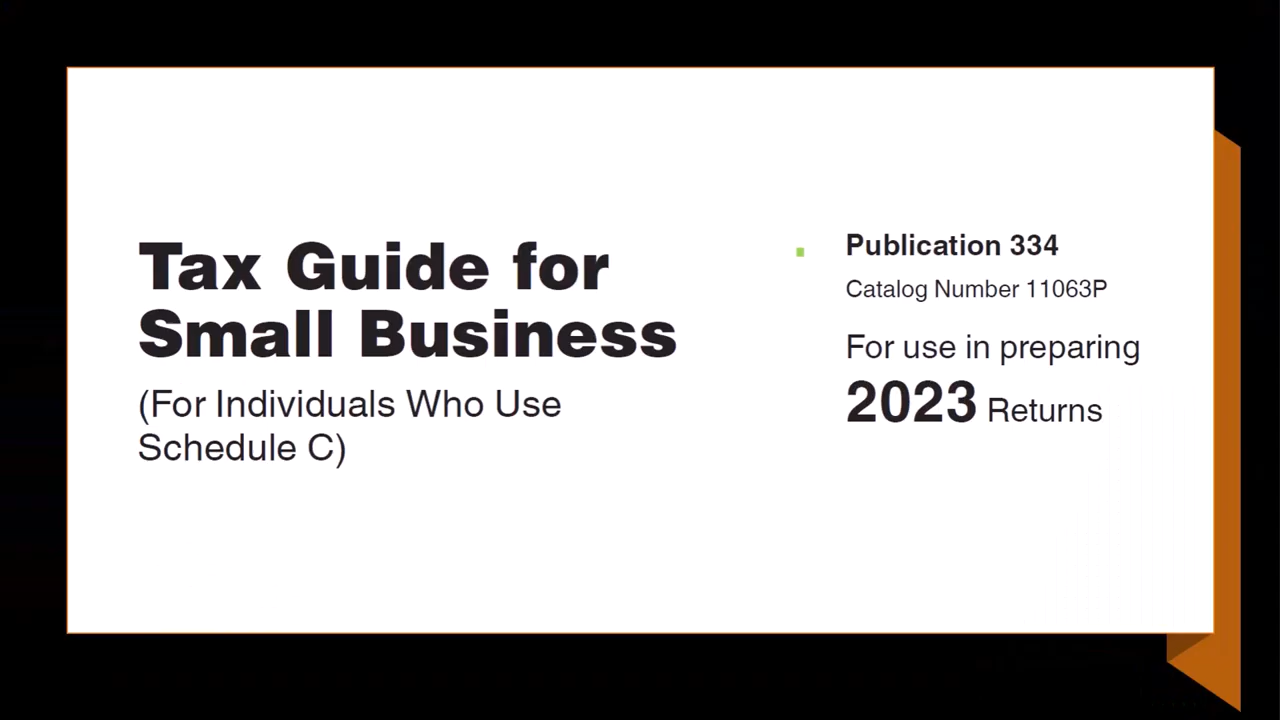 Tax Guide for
Small Business
(For Individuals Who Use
Schedule C)
Publication 334
Catalog Number 11063P
For use in preparing
2023 Returns